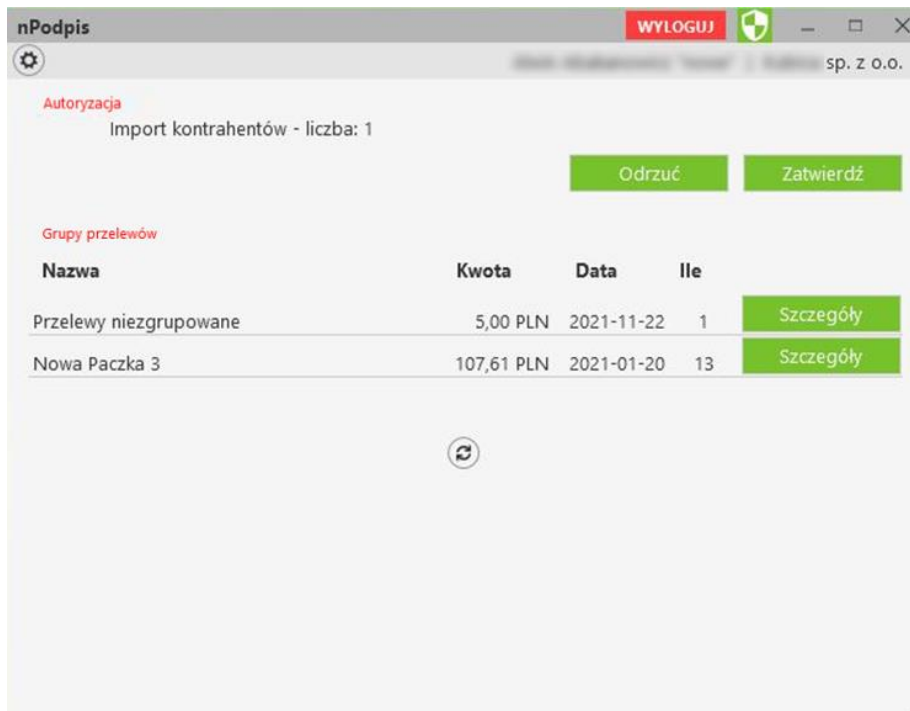 nPodpis WYLOGUJ
sp. z o.o.
Autoryzacja
Import kontrahentów - liczba: 1
Odrzuć Zatwierdź
Grupy przelewów
Nazwa Kwota Data Ile
Przelewy niezgrupowane 5,00 PLN 2021-11-22 1 Szczegóły
Nowa Paczka 3 107,61 PLN 2021-01-20 13 Szczegóły